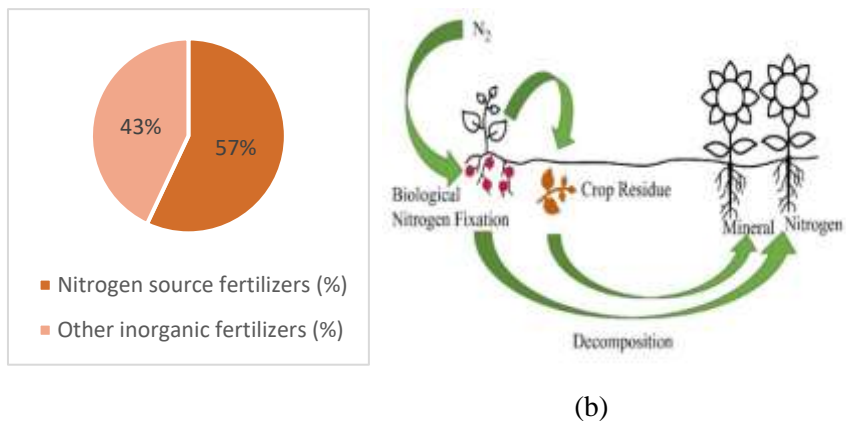 43%
57%
Nitrogen source fertilizers (%)
Other inorganic fertilizers (%)
N₂
Biological
Nitrogen Fixation
Crop Residue
Mineral Nitrogen
Decomposition
(b)